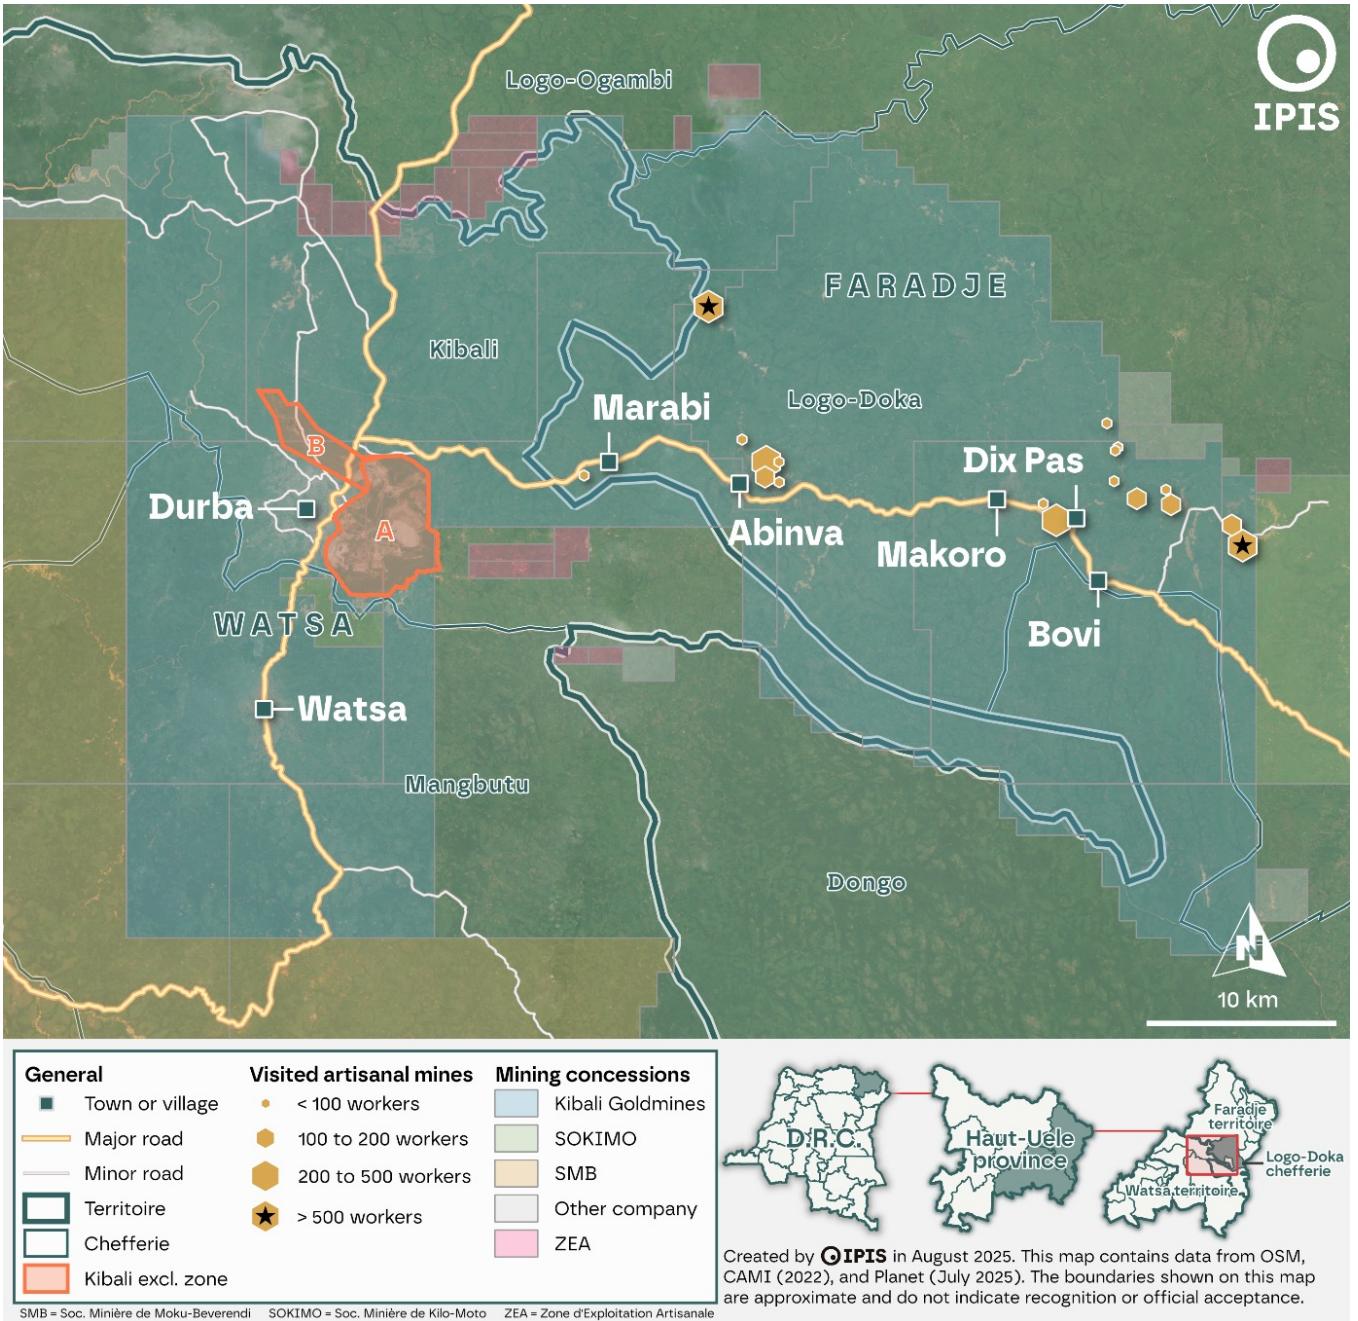 Logo-Ogambi
IPIS
FARADJE
Kibali
Logo-Doka
Marabi
B
Dix Pas
Durba
A
Abinva
Makoro
WATSA
Bovi
Watsa
Mangbutu
Dongo
N
10 km
General
Town or village
Major road
Minor road
Territoire
Chefferie
Kibali excl. zone
Visited artisanal mines
< 100 workers
100 to 200 workers
200 to 500 workers
> 500 workers
Mining concessions
Kibali Goldmines
SOKIMO
SMB
Other company
ZEA
SMB = Soc. Minière de Moku-Beverendi SOKIMO = Soc. Minière de Kilo-Moto ZEA = Zone d'Exploitation Artisanale
D.R.C.
Haut-Uele
province
Faradje
territoire
Logo-Doka
chefferie
Watsa territoire
Created by IPIS in August 2025. This map contains data from OSM,
CAMI (2022), and Planet (July 2025). The boundaries shown on this map
are approximate and do not indicate recognition or official acceptance.